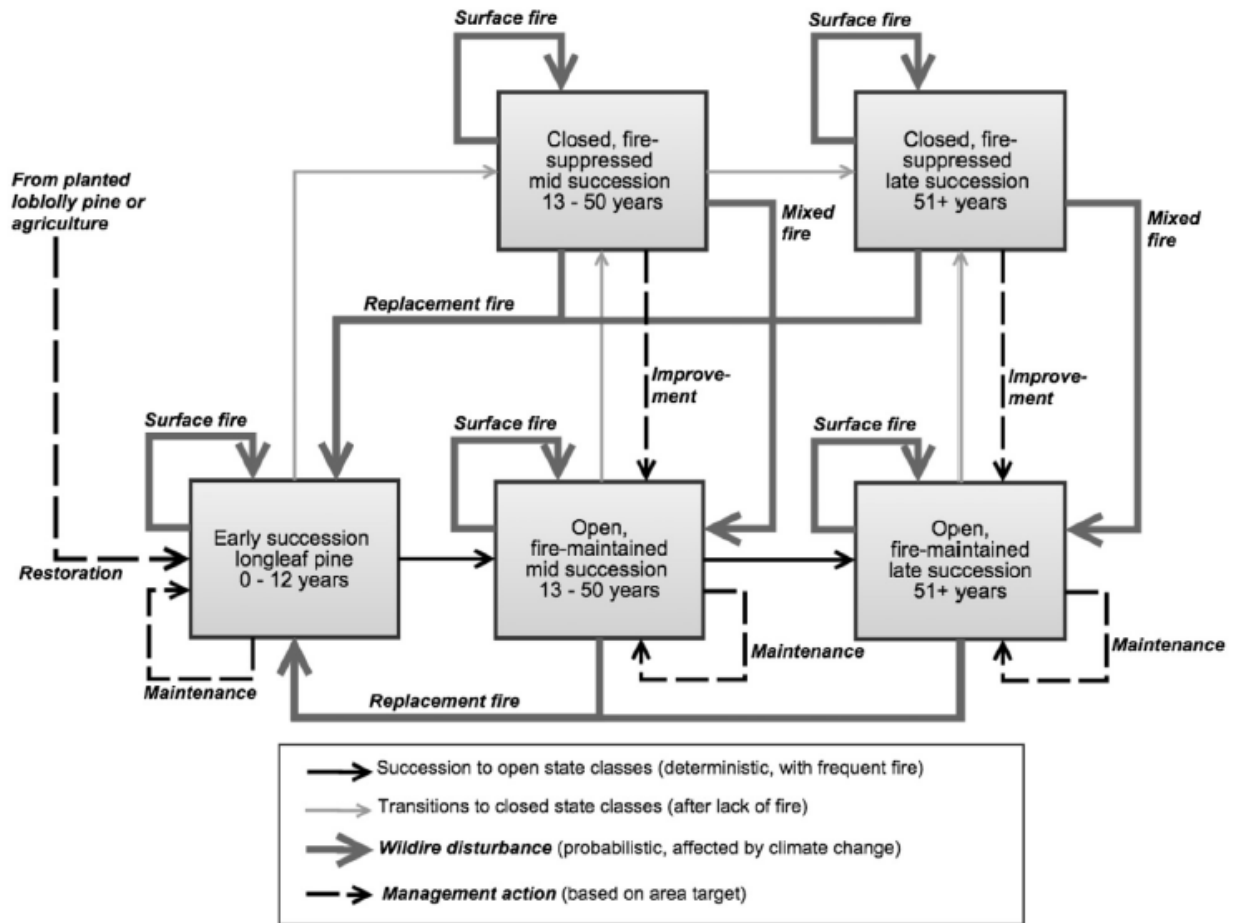 Surface fire
Surface fire
Closed, fire-
suppressed
mid succession
13 - 50 years
Closed, fire-
suppressed
late succession
51+ years
From planted
loblolly pine or
agriculture
Mixed
fire
Mixed
fire
Replacement fire
Improve-
ment
Improve-
ment
Surface fire
Surface fire
Surface fire
Early succession
longleaf pine
0 - 12 years
Open,
fire-maintained
mid succession
13 - 50 years
Open,
fire-maintained
late succession
51+ years
Restoration
Maintenance
Maintenance
Maintenance
Replacement fire
Succession to open state classes (deterministic, with frequent fire)
Transitions to closed state classes (after lack of fire)
Wildire disturbance (probabilistic, affected by climate change)
Management action (based on area target)